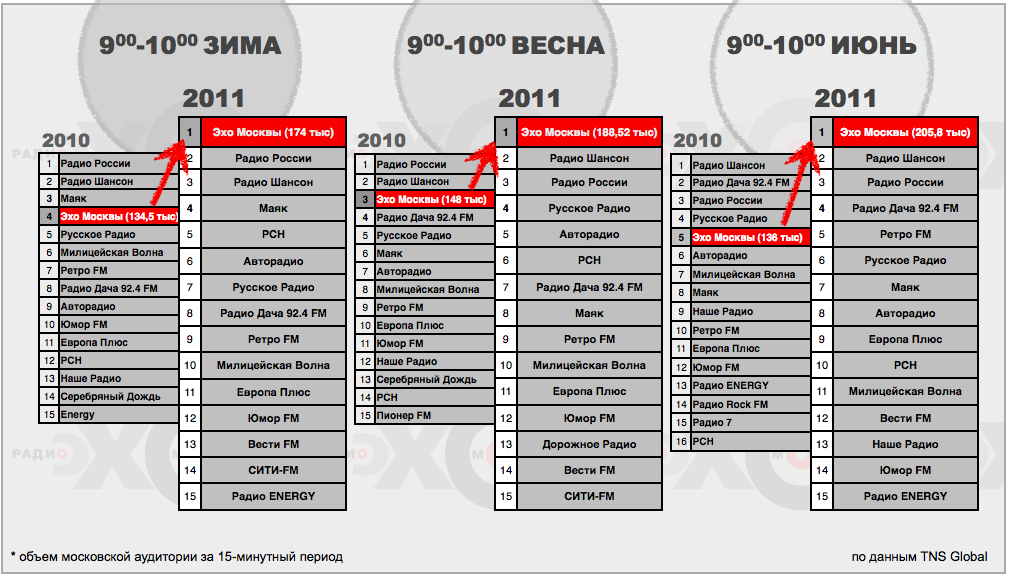 9⁰⁰-10⁰⁰ ЗИМА
2010
1 Радио России
2 Радио Шансон
3 Маяк
4 Эхо Москвы (134,5 тыс)
5 Русское Радио
6 Милицейская Волна
7 Ретро FM
8 Радио Дача 92.4 FM
9 Авторадио
10 Юмор FM
11 Европа Плюс
12 РСН
13 Наше Радио
14 Серебряный Дождь
15 Energy
2011
1 Эхо Москвы (174 тыс)
2 Радио России
3 Радио Шансон
4 Маяк
5 РСН
6 Авторадио
7 Русское Радио
8 Радио Дача 92.4 FM
9 Ретро FM
10 Милицейская Волна
11 Европа Плюс
12 Юмор FM
13 Вести FM
14 СИТИ-FM
15 Радио ENERGY
9⁰⁰-10⁰⁰ ВЕСНА
2010
1 Радио России
2 Радио Шансон
3 Эхо Москвы (148 тыс)
4 Радио Дача 92.4 FM
5 Русское Радио
6 Маяк
7 Авторадио
8 Милицейская Волна
9 Ретро FM
10 Европа Плюс
11 Юмор FM
12 Наше Радио
13 Серебряный Дождь
14 РСН
15 Пионер FM
2011
1 Эхо Москвы (188,52 тыс)
2 Радио Шансон
3 Радио России
4 Русское Радио
5 Авторадио
6 РСН
7 Радио Дача 92.4 FM
8 Маяк
9 Ретро FM
10 Милицейская Волна
11 Европа Плюс
12 Юмор FM
13 Дорожное Радио
14 Вести FM
15 СИТИ-FM
9⁰⁰-10⁰⁰ ИЮНЬ
2010
1 Радио Шансон
2 Радио Дача 92.4 FM
3 Радио России
4 Русское Радио
5 Эхо Москвы (136 тыс)
6 Авторадио
7 Милицейская Волна
8 Маяк
9 Наше Радио
10 Ретро FM
11 Европа Плюс
12 Юмор FM
13 Радио ENERGY
14 Радио Rock FM
15 Радио 7
16 РСН
2011
1 Эхо Москвы (205,8 тыс)
2 Радио Шансон
3 Радио России
4 Радио Дача 92.4 FM
5 Ретро FM
6 Русское Радио
7 Маяк
8 Авторадио
9 Европа Плюс
10 РСН
11 Милицейская Волна
12 Вести FM
13 Наше Радио
14 Юмор FM
15 Радио ENERGY
РАДИО
РАДИО
* объем московской аудитории за 15-минутный период
по данным TNS Global